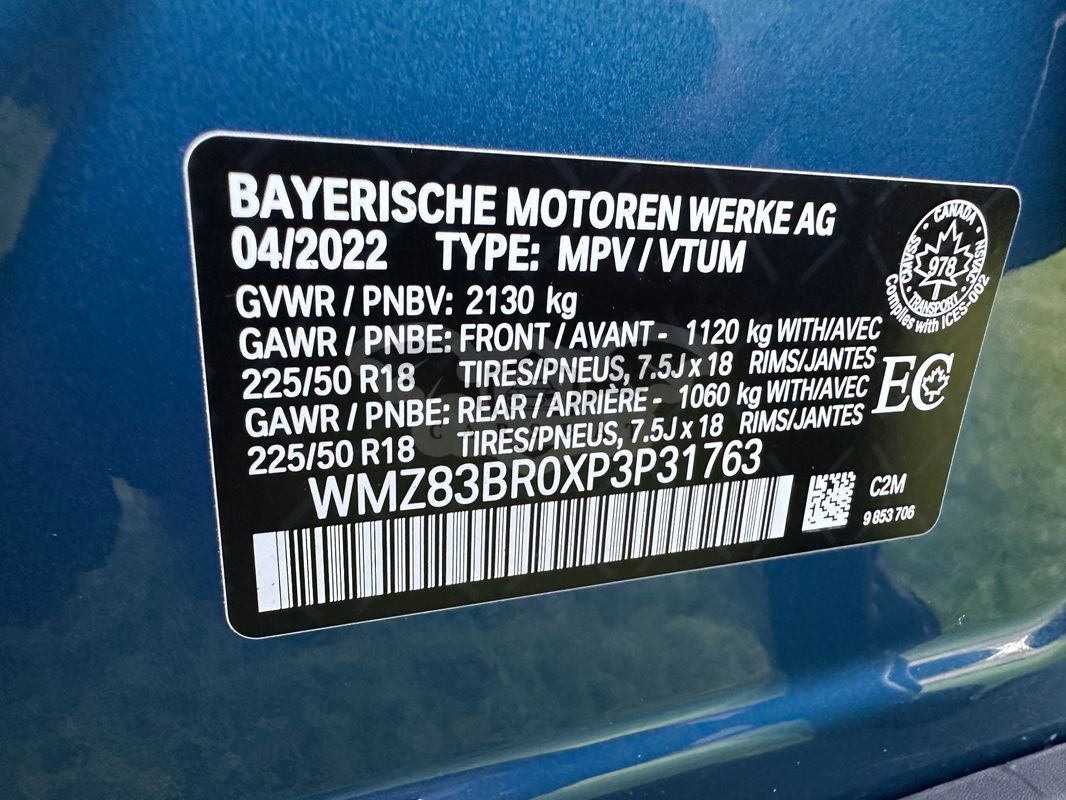 BAYERISCHE MOTOREN WERKE AG
04/2022 TYPE: MPV / VTUM
GVWR / PNBV: 2130 kg
GAWR / PNBE: FRONT / AVANT - 1120 kg WITH/AVEC
225/50 R18 TIRES/PNEUS, 7.5J x 18 RIMS/JANTES
GAWR / PNBE: REAR / ARRIÈRE - 1060 kg WITH/AVEC
225/50 R18 TIRES/PNEUS, 7.5J x 18 RIMS/JANTES
WMZ83BR0XP3P31763
CANADA
CMVSS
NSVAC
978
TRANSPORT
Complies with ICES-002
EC
C2M
9 853 706